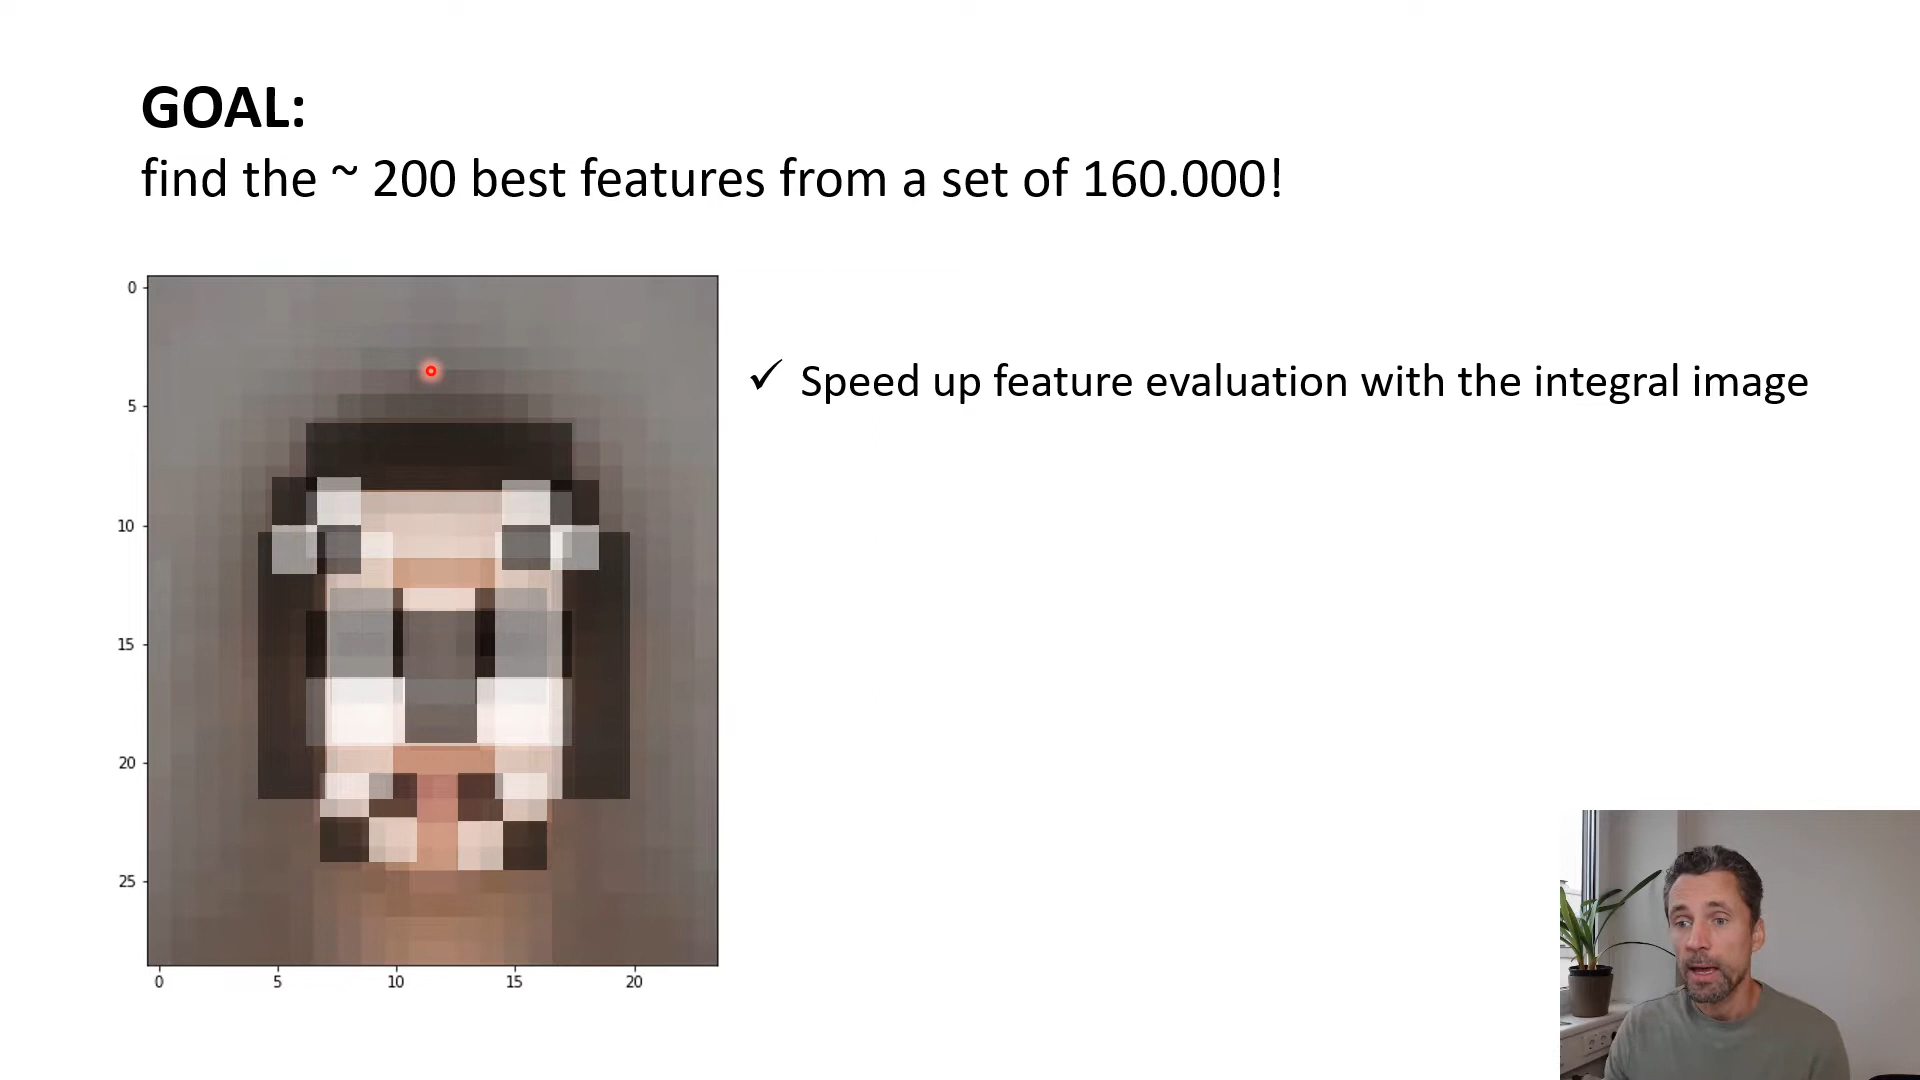 GOAL:
find the ~ 200 best features from a set of 160.000!
✓ Speed up feature evaluation with the integral image
0
5
10
15
20
25
0 5 10 15 20